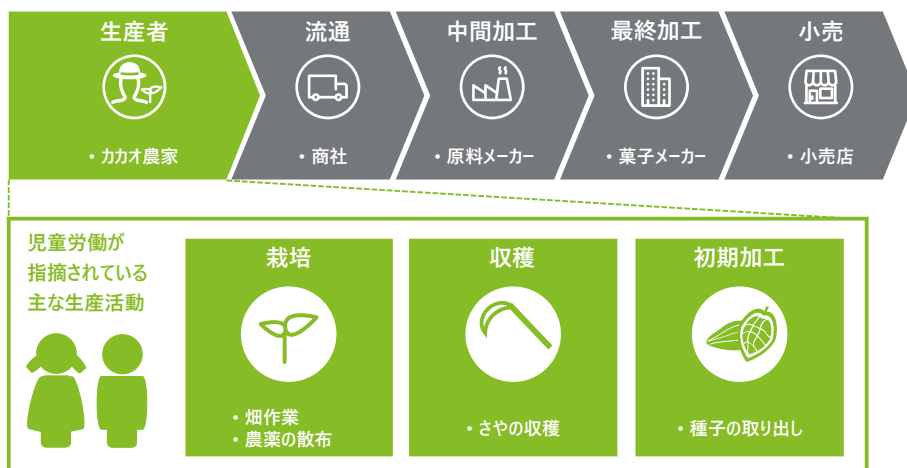 生産者
流通
中間加工
最終加工
小売
・カカオ農家
・商社
・原料メーカー
・菓子メーカー
・小売店
児童労働が
指摘されている
主な生産活動
栽培
収穫
初期加工
・畑作業
・農薬の散布
・さやの収穫
・種子の取り出し